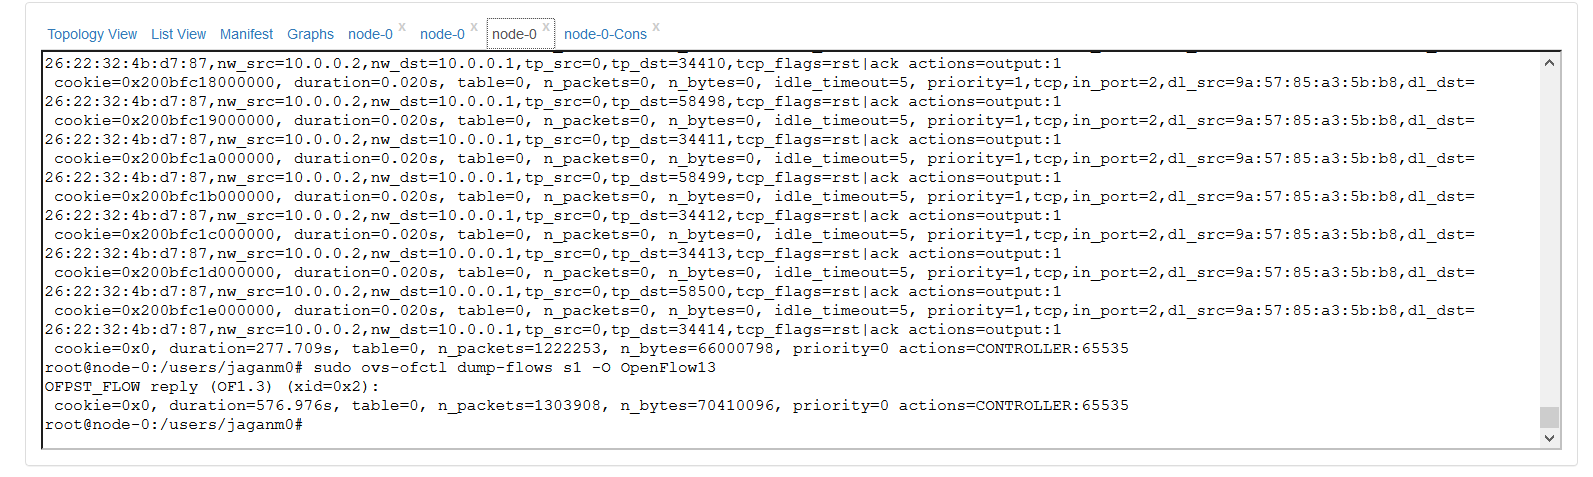 Topology View List View Manifest Graphs node-0 x node-0 x node-0 x node-0-Cons x
26:22:32:4b:d7:87,nw_src=10.0.0.2,nw_dst=10.0.0.1,tp_src=0,tp_dst=34410,tcp_flags=rst|ack actions=output:1
cookie=0x200bfc18000000, duration=0.020s, table=0, n_packets=0, n_bytes=0, idle_timeout=5, priority=1,tcp,in_port=2,dl_src=9a:57:85:a3:5b:b8,dl_dst=
26:22:32:4b:d7:87,nw_src=10.0.0.2,nw_dst=10.0.0.1,tp_src=0,tp_dst=58498,tcp_flags=rst|ack actions=output:1
cookie=0x200bfc19000000, duration=0.020s, table=0, n_packets=0, n_bytes=0, idle_timeout=5, priority=1,tcp,in_port=2,dl_src=9a:57:85:a3:5b:b8,dl_dst=
26:22:32:4b:d7:87,nw_src=10.0.0.2,nw_dst=10.0.0.1,tp_src=0,tp_dst=34411,tcp_flags=rst|ack actions=output:1
cookie=0x200bfc1a000000, duration=0.020s, table=0, n_packets=0, n_bytes=0, idle_timeout=5, priority=1,tcp,in_port=2,dl_src=9a:57:85:a3:5b:b8,dl_dst=
26:22:32:4b:d7:87,nw_src=10.0.0.2,nw_dst=10.0.0.1,tp_src=0,tp_dst=58499,tcp_flags=rst|ack actions=output:1
cookie=0x200bfc1b000000, duration=0.020s, table=0, n_packets=0, n_bytes=0, idle_timeout=5, priority=1,tcp,in_port=2,dl_src=9a:57:85:a3:5b:b8,dl_dst=
26:22:32:4b:d7:87,nw_src=10.0.0.2,nw_dst=10.0.0.1,tp_src=0,tp_dst=34412,tcp_flags=rst|ack actions=output:1
cookie=0x200bfc1c000000, duration=0.020s, table=0, n_packets=0, n_bytes=0, idle_timeout=5, priority=1,tcp,in_port=2,dl_src=9a:57:85:a3:5b:b8,dl_dst=
26:22:32:4b:d7:87,nw_src=10.0.0.2,nw_dst=10.0.0.1,tp_src=0,tp_dst=34413,tcp_flags=rst|ack actions=output:1
cookie=0x200bfc1d000000, duration=0.020s, table=0, n_packets=0, n_bytes=0, idle_timeout=5, priority=1,tcp,in_port=2,dl_src=9a:57:85:a3:5b:b8,dl_dst=
26:22:32:4b:d7:87,nw_src=10.0.0.2,nw_dst=10.0.0.1,tp_src=0,tp_dst=58500,tcp_flags=rst|ack actions=output:1
cookie=0x200bfc1e000000, duration=0.020s, table=0, n_packets=0, n_bytes=0, idle_timeout=5, priority=1,tcp,in_port=2,dl_src=9a:57:85:a3:5b:b8,dl_dst=
26:22:32:4b:d7:87,nw_src=10.0.0.2,nw_dst=10.0.0.1,tp_src=0,tp_dst=34414,tcp_flags=rst|ack actions=output:1
cookie=0x0, duration=277.709s, table=0, n_packets=1222253, n_bytes=66000798, priority=0 actions=CONTROLLER:65535
root@node-0:/users/jaganm0# sudo ovs-ofctl dump-flows s1 -O OpenFlow13
OFPST_FLOW reply (OF1.3) (xid=0x2):
cookie=0x0, duration=576.976s, table=0, n_packets=1303908, n_bytes=70410096, priority=0 actions=CONTROLLER:65535
root@node-0:/users/jaganm0#